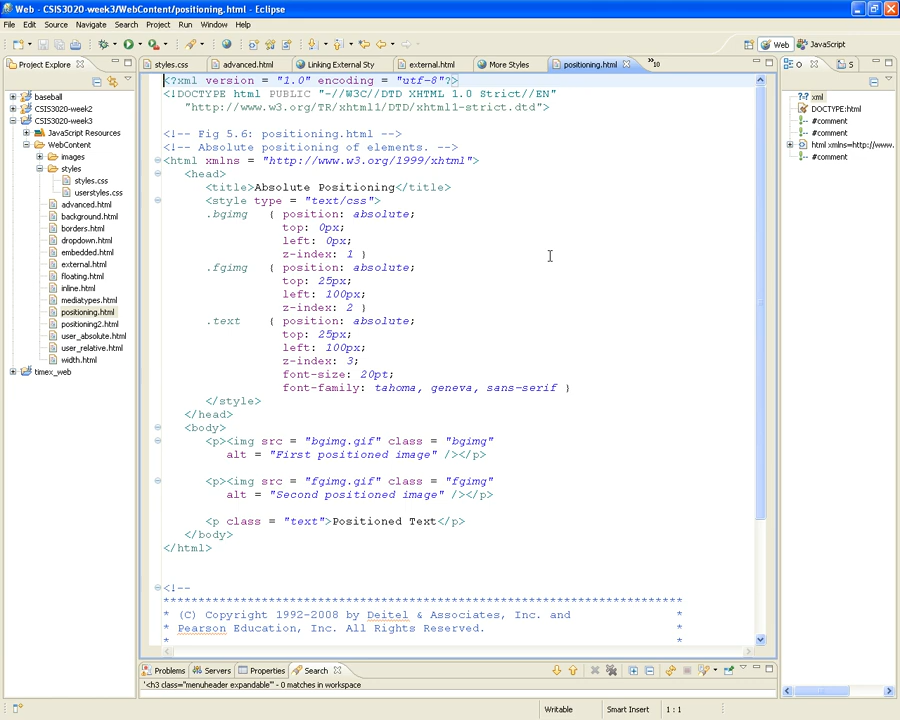 Web - CSIS3020-week3/WebContent/positioning.html - Eclipse
File Edit Source Navigate Search Project Run Window Help
Web JavaScript
Project Explore
styles.css advanced.html Linking External Sty external.html More Styles positioning.html »10
O S
baseball
CSIS3020-week2
CSIS3020-week3
JavaScript Resources
WebContent
images
styles
styles.css
userstyles.css
advanced.html
background.html
borders.html
dropdown.html
embedded.html
external.html
floating.html
inline.html
mediatypes.html
positioning.html
positioning2.html
user_absolute.html
user_relative.html
width.html
timex_web
<?xml version = "1.0" encoding = "utf-8"?>
<!DOCTYPE html PUBLIC "-//W3C//DTD XHTML 1.0 Strict//EN"
"http://www.w3.org/TR/xhtml1/DTD/xhtml1-strict.dtd">
<!-- Fig 5.6: positioning.html -->
<!-- Absolute positioning of elements. -->
<html xmlns = "http://www.w3.org/1999/xhtml">
<head>
<title>Absolute Positioning</title>
<style type = "text/css">
.bgimg { position: absolute;
top: 0px;
left: 0px;
z-index: 1 }
.fgimg { position: absolute;
top: 25px;
left: 100px;
z-index: 2 }
.text { position: absolute;
top: 25px;
left: 100px;
z-index: 3;
font-size: 20pt;
font-family: tahoma, geneva, sans-serif }
</style>
</head>
<body>
<p><img src = "bgimg.gif" class = "bgimg"
alt = "First positioned image" /></p>
<p><img src = "fgimg.gif" class = "fgimg"
alt = "Second positioned image" /></p>
<p class = "text">Positioned Text</p>
</body>
</html>
<!--
**************************************************************************
* (C) Copyright 1992-2008 by Deitel & Associates, Inc. and *
* Pearson Education, Inc. All Rights Reserved. *
* *
xml
DOCTYPE:html
#comment
#comment
html xmlns=http://www.
#comment
Problems Servers Properties Search
'<h3 class="menuheader expandable"' - 0 matches in workspace
Writable Smart Insert 1 : 1